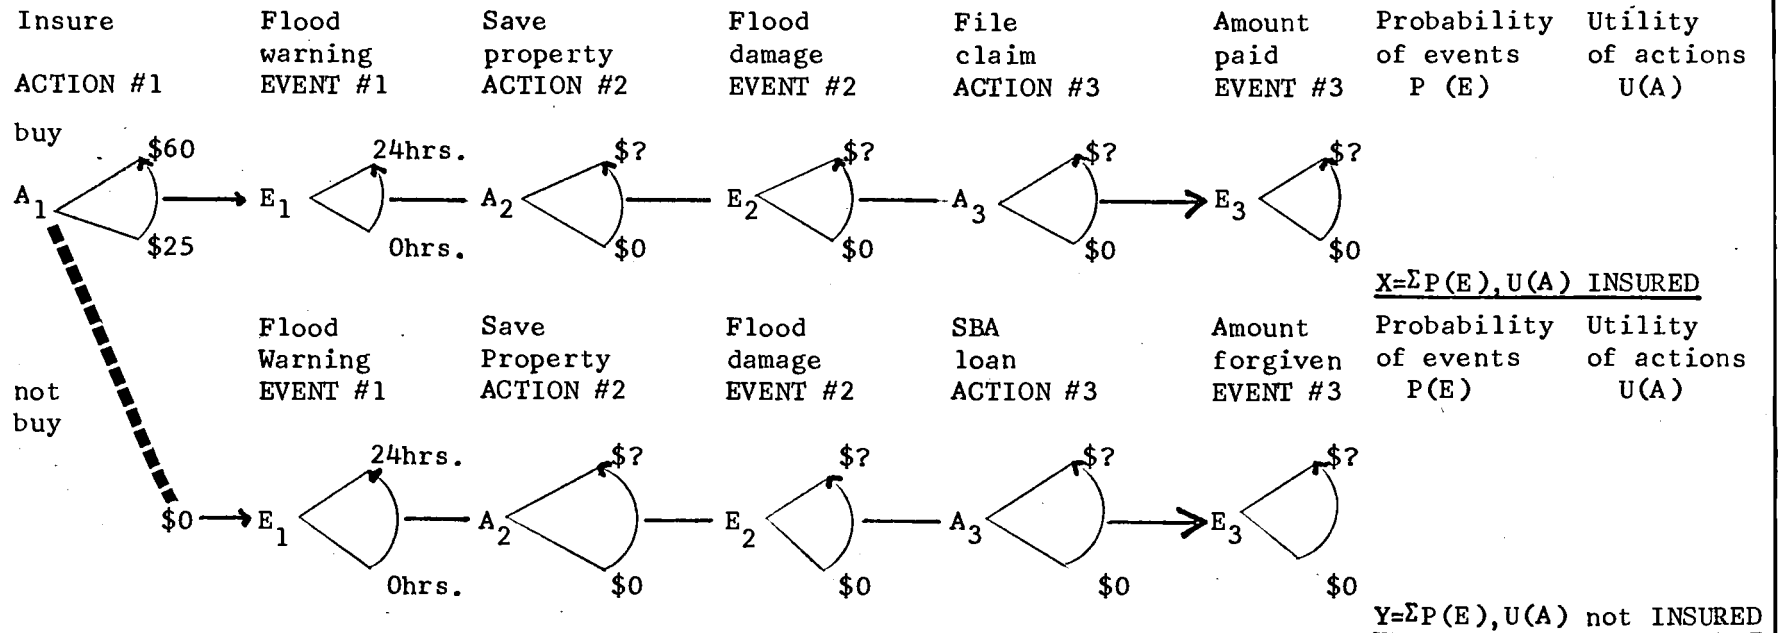 Insure Flood Save Flood File Amount Probability Utility
warning property damage claim paid of events of actions
ACTION #1 EVENT #1 ACTION #2 EVENT #2 ACTION #3 EVENT #3 P (E) U(A)
buy
$60 24hrs. $? $? $? $?
A1 E1 A2 E2 A3 E3
$25 0hrs. $0 $0 $0 $0
X=ΣP(E),U(A) INSURED
Flood Save Flood SBA Amount Probability Utility
Warning Property damage loan forgiven of events of actions
not EVENT #1 ACTION #2 EVENT #2 ACTION #3 EVENT #3 P(E) U(A)
buy
24hrs. $? $? $? $?
$0 E1 A2 E2 A3 E3
0hrs. $0 $0 $0 $0
Y=ΣP(E),U(A) not INSURED